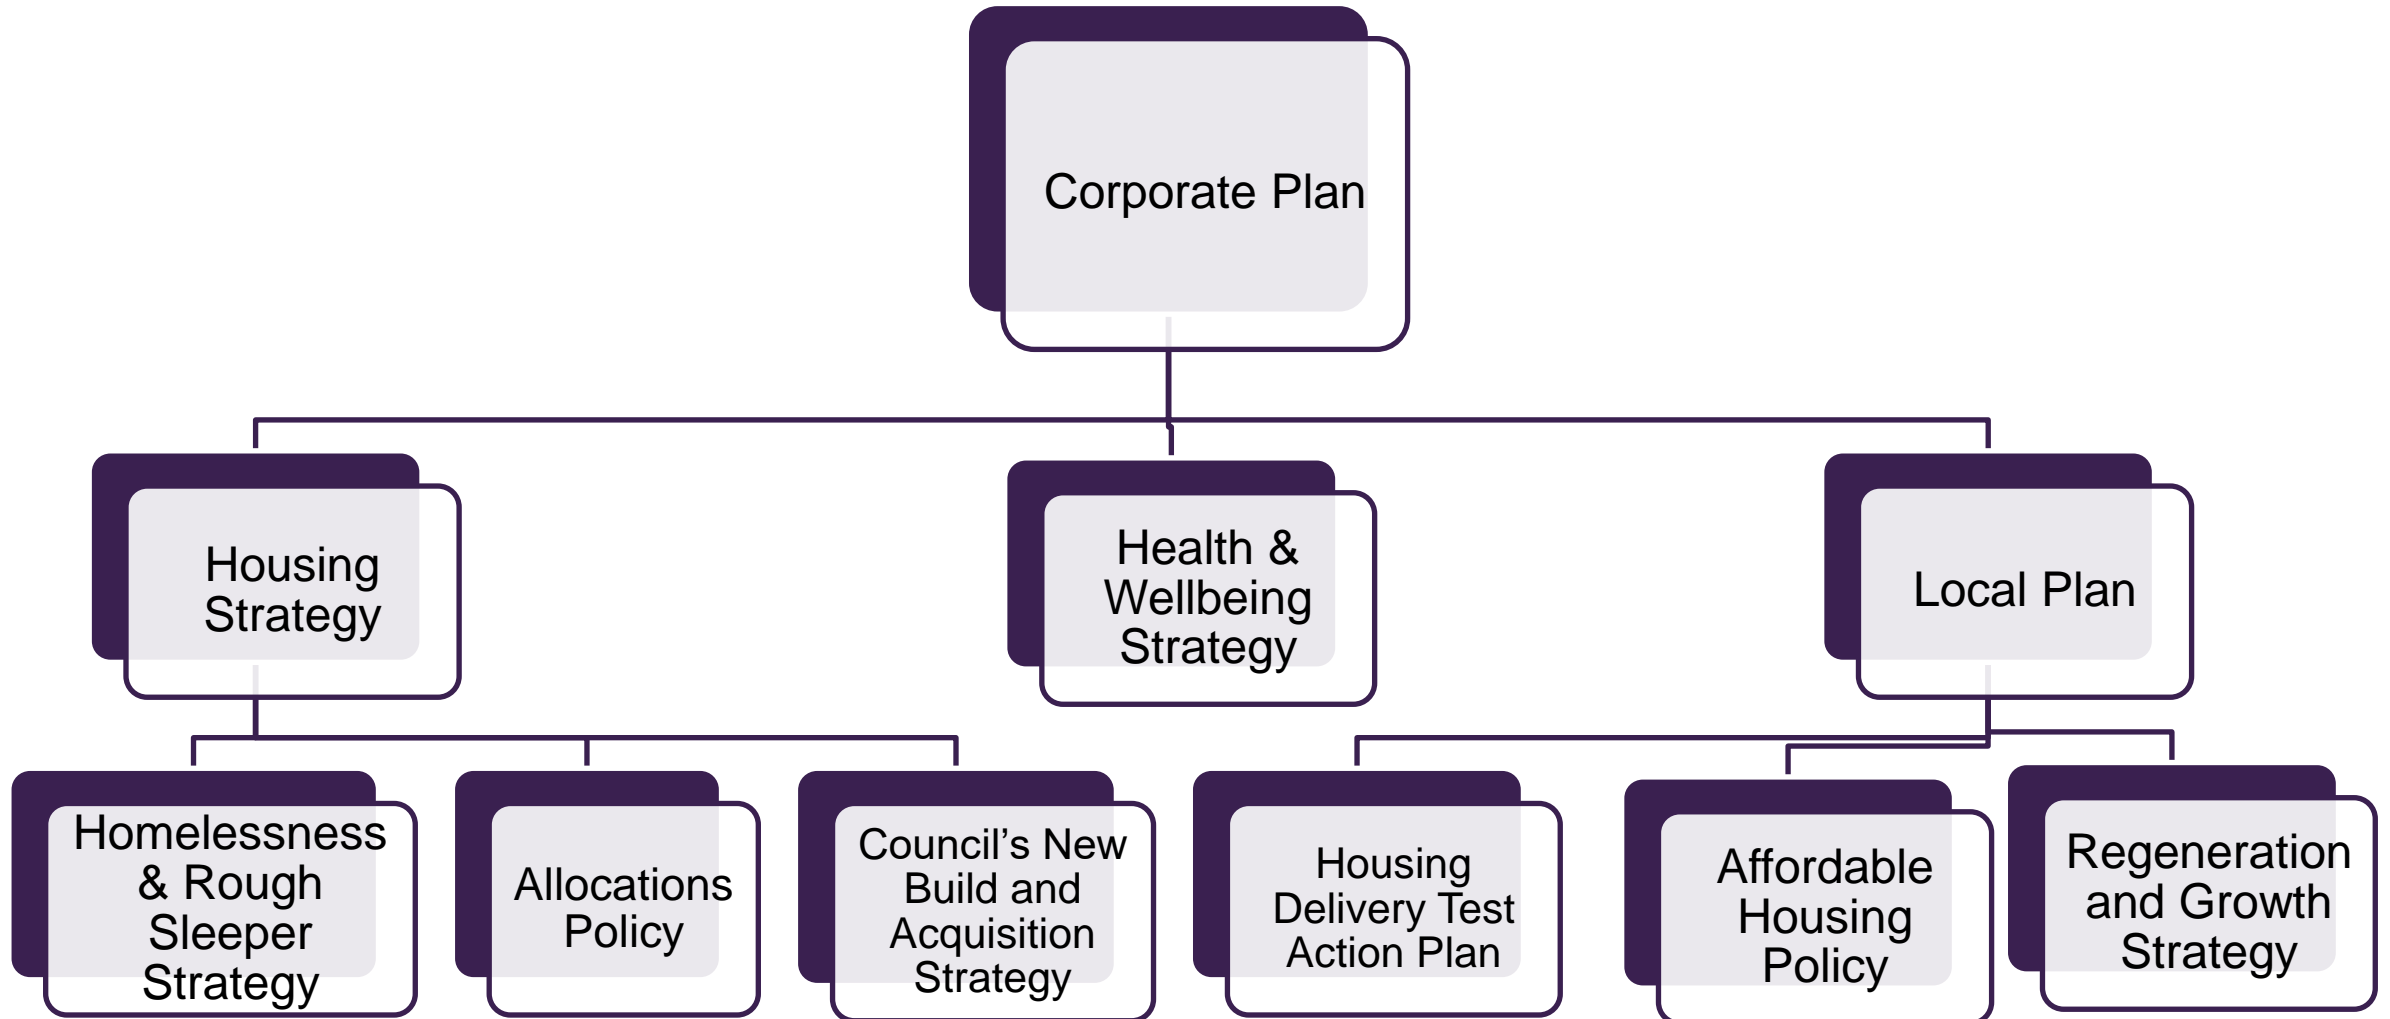 Corporate Plan
Housing
Strategy
Health &
Wellbeing
Strategy
Local Plan
Homelessness
& Rough
Sleeper
Strategy
Allocations
Policy
Council’s New
Build and
Acquisition
Strategy
Housing
Delivery Test
Action Plan
Affordable
Housing
Policy
Regeneration
and Growth
Strategy